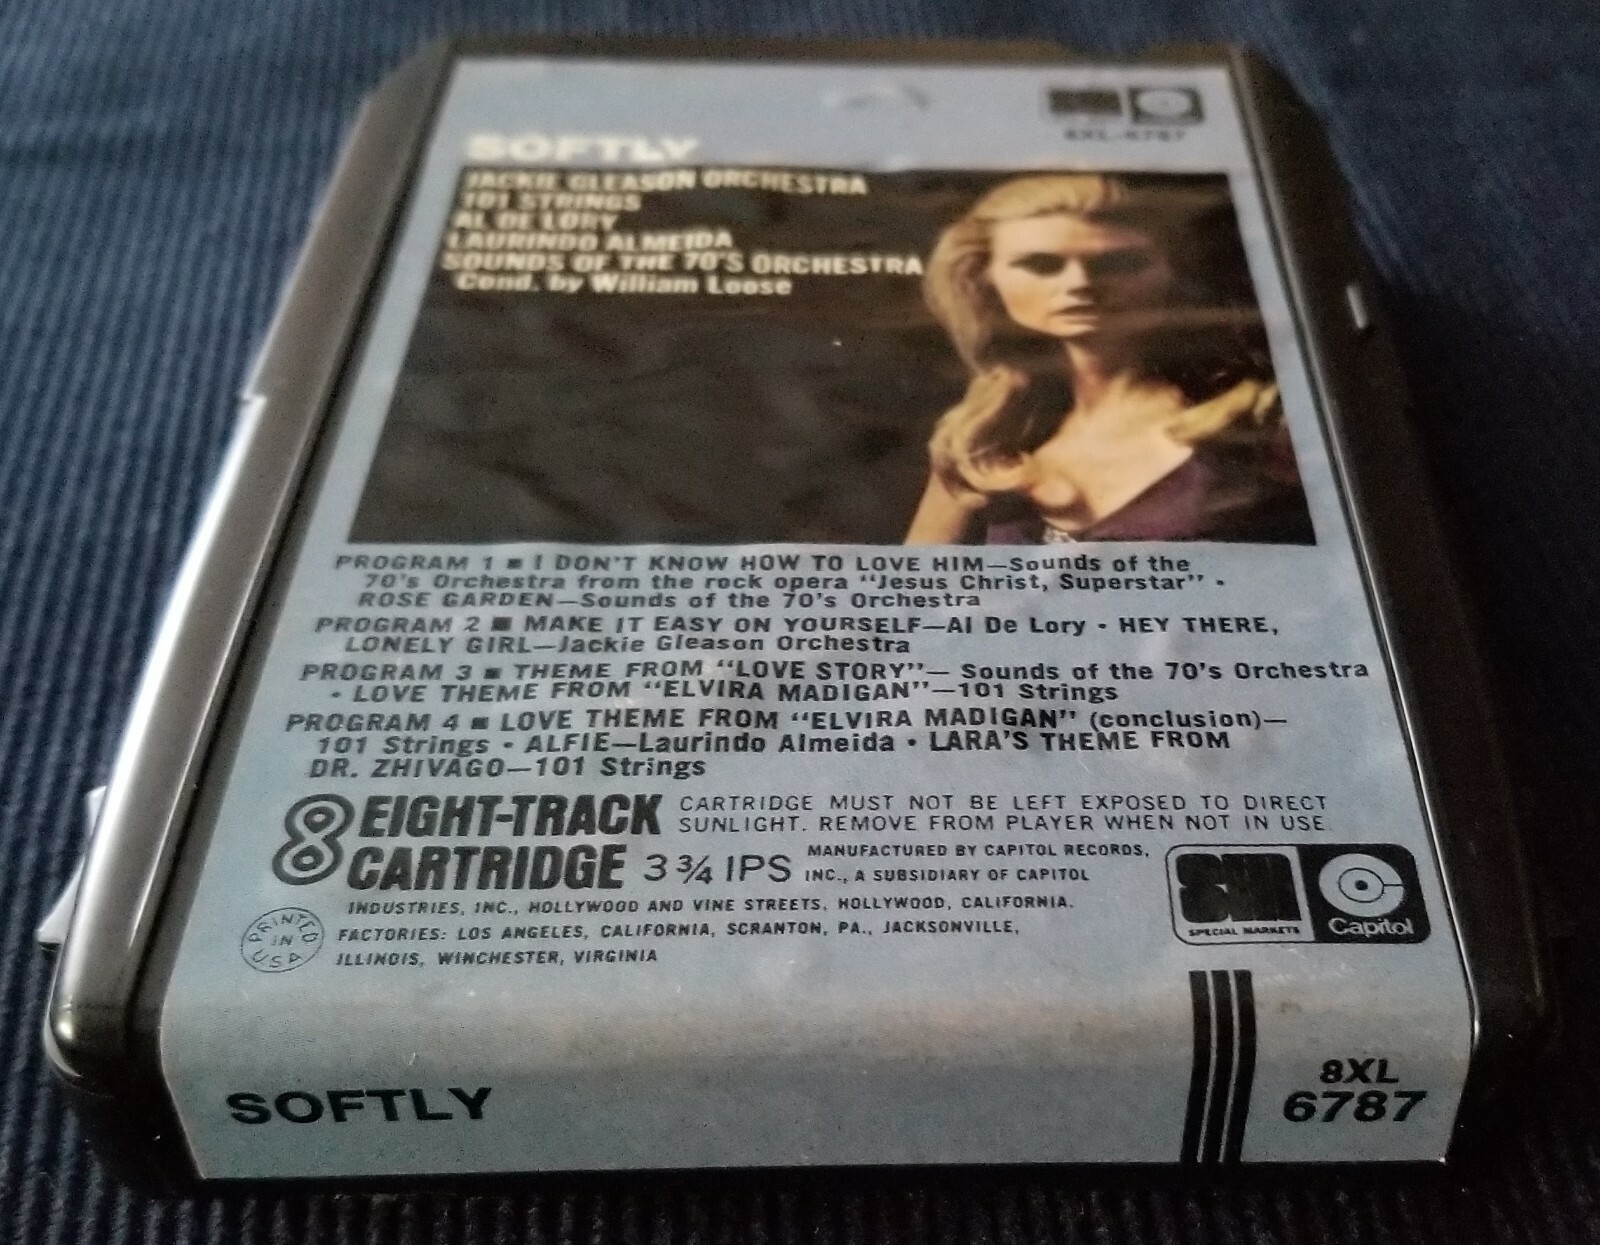 8XL-6787
SOFTLY
JACKIE GLEASON ORCHESTRA
101 STRINGS
AL DE LORY
LAURINDO ALMEIDA
SOUNDS OF THE 70'S ORCHESTRA
Cond. by William Loose
PROGRAM 1 ■ I DON'T KNOW HOW TO LOVE HIM—Sounds of the
70's Orchestra from the rock opera "Jesus Christ, Superstar" •
ROSE GARDEN—Sounds of the 70's Orchestra
PROGRAM 2 ■ MAKE IT EASY ON YOURSELF—Al De Lory • HEY THERE,
LONELY GIRL—Jackie Gleason Orchestra
PROGRAM 3 ■ THEME FROM "LOVE STORY"— Sounds of the 70's Orchestra
• LOVE THEME FROM "ELVIRA MADIGAN"—101 Strings
PROGRAM 4 ■ LOVE THEME FROM "ELVIRA MADIGAN" (conclusion)—
101 Strings • ALFIE—Laurindo Almeida • LARA'S THEME FROM
DR. ZHIVAGO—101 Strings
8 EIGHT-TRACK
CARTRIDGE 3 3/4 IPS
CARTRIDGE MUST NOT BE LEFT EXPOSED TO DIRECT
SUNLIGHT. REMOVE FROM PLAYER WHEN NOT IN USE.
MANUFACTURED BY CAPITOL RECORDS,
INC., A SUBSIDIARY OF CAPITOL
INDUSTRIES, INC., HOLLYWOOD AND VINE STREETS, HOLLYWOOD, CALIFORNIA.
FACTORIES: LOS ANGELES, CALIFORNIA, SCRANTON, PA., JACKSONVILLE,
ILLINOIS, WINCHESTER, VIRGINIA
PRINTED
IN
USA
SPECIAL MARKETS
Capitol
SOFTLY
8XL
6787